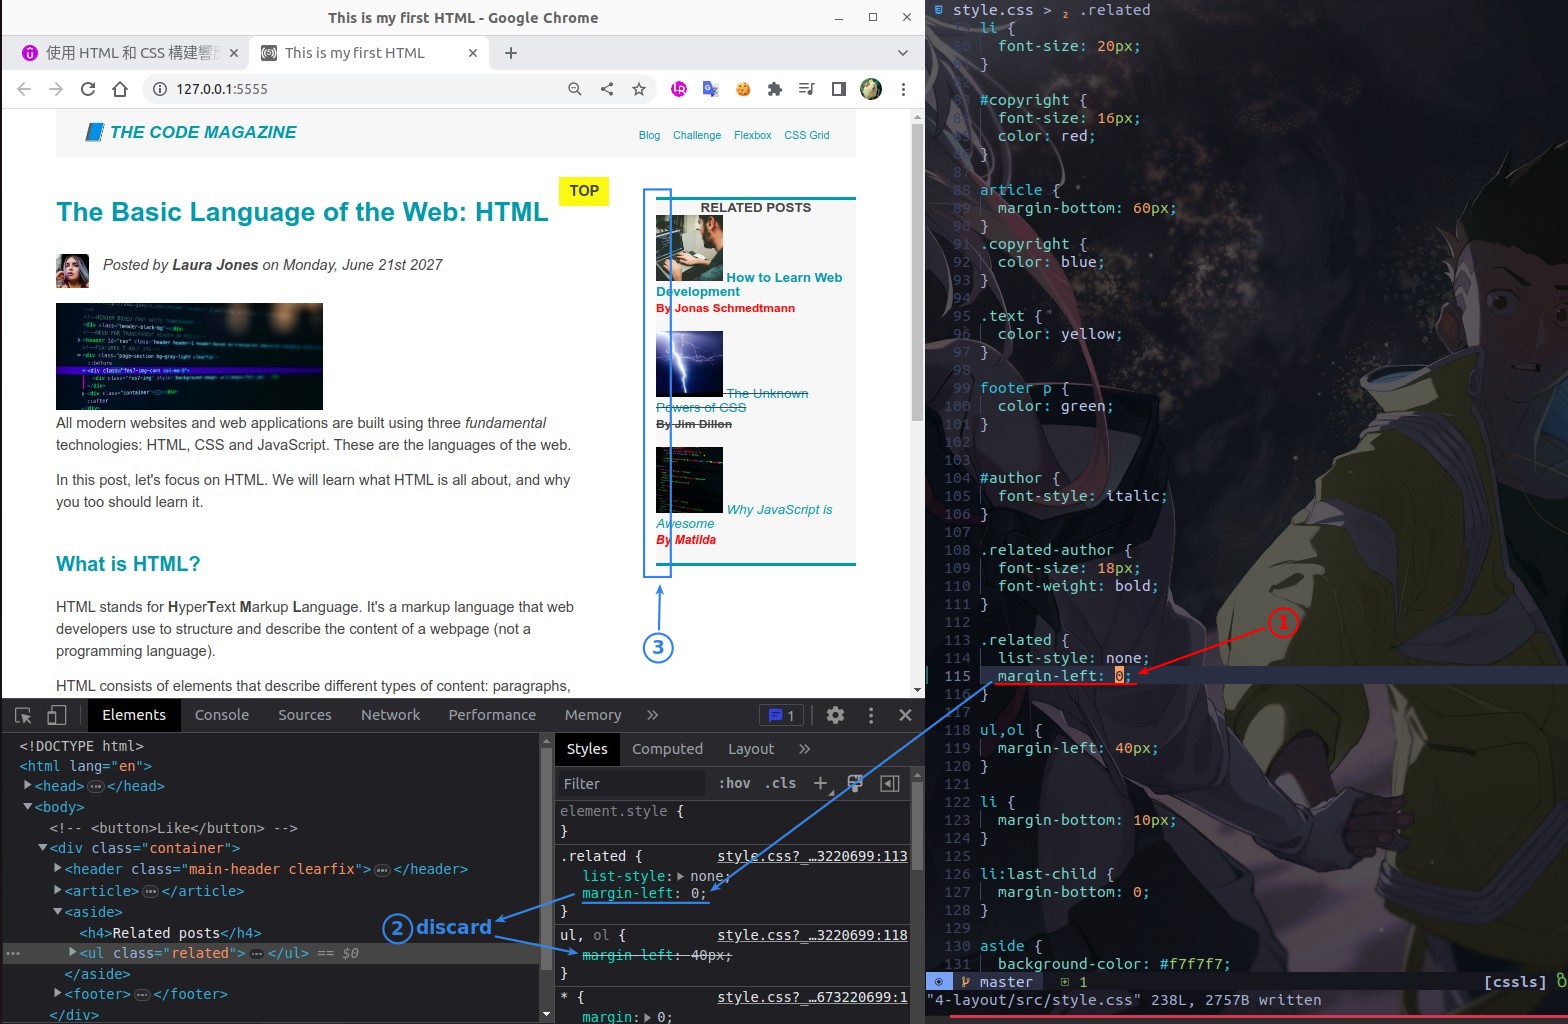 This is my first HTML - Google Chrome
使用 HTML 和 CSS 構建響應
This is my first HTML
127.0.0.1:5555
THE CODE MAGAZINE
Blog Challenge Flexbox CSS Grid
TOP
The Basic Language of the Web: HTML
Posted by Laura Jones on Monday, June 21st 2027
All modern websites and web applications are built using three fundamental
technologies: HTML, CSS and JavaScript. These are the languages of the web.
In this post, let's focus on HTML. We will learn what HTML is all about, and why
you too should learn it.
What is HTML?
HTML stands for HyperText Markup Language. It's a markup language that web
developers use to structure and describe the content of a webpage (not a
programming language).
HTML consists of elements that describe different types of content: paragraphs,
RELATED POSTS
How to Learn Web
Development
By Jonas Schmedtmann
The Unknown
Powers of CSS
By Jim Dillon
Why JavaScript is
Awesome
By Matilda
3
Elements Console Sources Network Performance Memory » 1
<!DOCTYPE html>
<html lang="en">
<head>…</head>
<body>
<!-- <button>Like</button> -->
<div class="container">
<header class="main-header clearfix">…</header>
<article>…</article>
<aside>
<h4>Related posts</h4>
<ul class="related">…</ul> == $0
</aside>
<footer>…</footer>
</div>
Styles Computed Layout »
Filter :hov .cls +
element.style {
}
.related { style.css?_…3220699:113
list-style: none;
margin-left: 0;
}
2 discard
ul, ol { style.css?_…3220699:118
margin-left: 40px;
}
* { style.css?_…673220699:1
margin: 0;
style.css > .related
li {
font-size: 20px;
}
#copyright {
font-size: 16px;
color: red;
}
87
88 article {
89 margin-bottom: 60px;
90 }
91 .copyright {
92 color: blue;
93 }
94
95 .text {
96 color: yellow;
97 }
98
99 footer p {
100 color: green;
101 }
102
103
104 #author {
105 font-style: italic;
106 }
107
108 .related-author {
109 font-size: 18px;
110 font-weight: bold;
111 }
112
1
113 .related {
114 list-style: none;
115 margin-left: 0;
116 }
117
118 ul,ol {
119 margin-left: 40px;
120 }
121
122 li {
123 margin-bottom: 10px;
124 }
125
126 li:last-child {
127 margin-bottom: 0;
128 }
129
130 aside {
131 background-color: #f7f7f7;
master 1 [cssls]
"4-layout/src/style.css" 238L, 2757B written